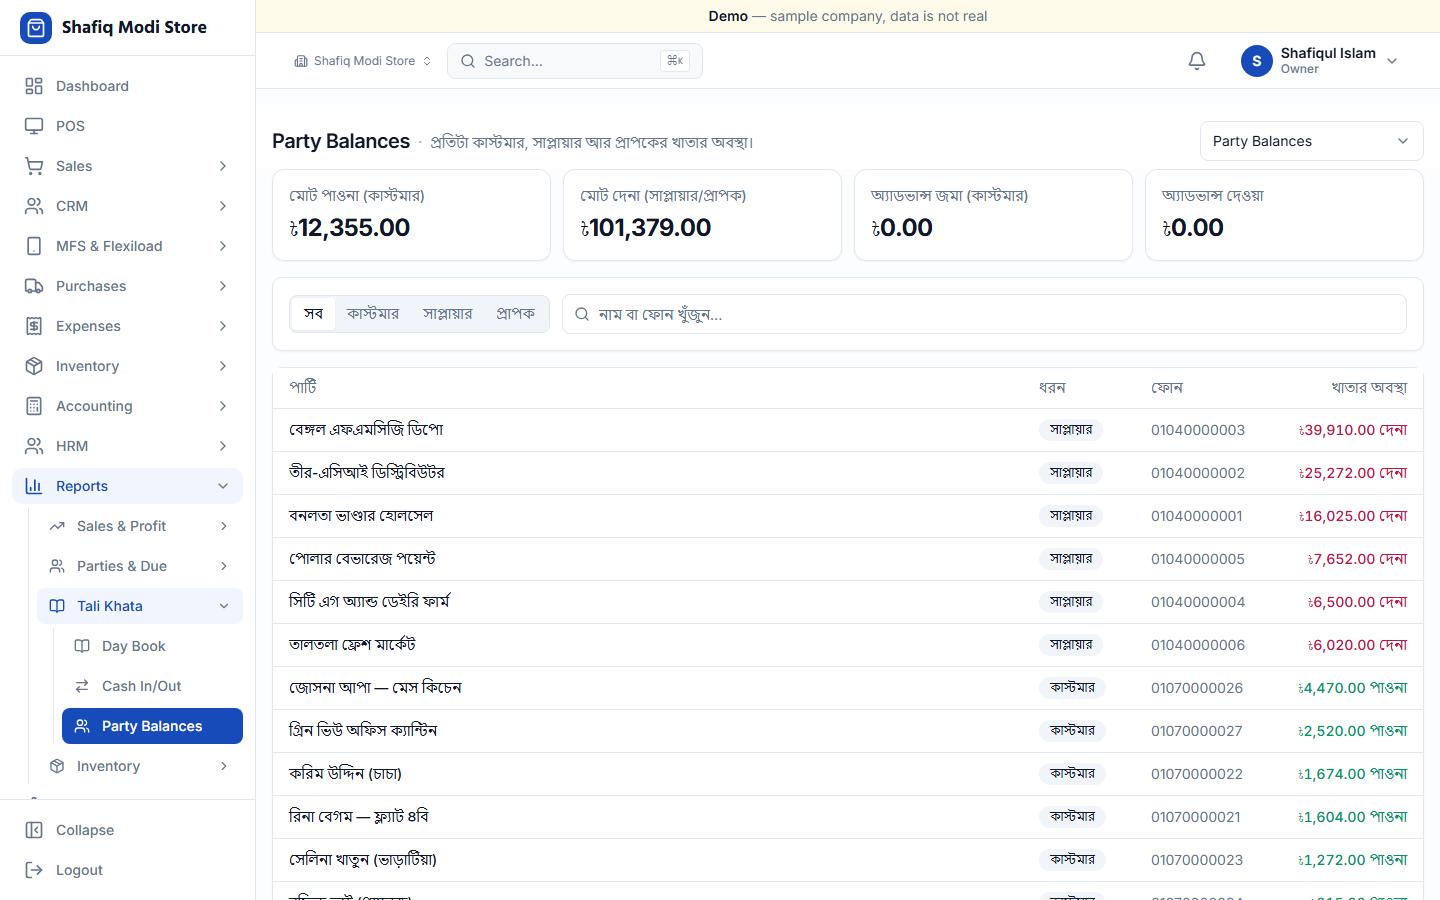 Shafiq Modi Store
Demo — sample company, data is not real
Shafiq Modi Store
Search...
⌘K
S
Shafiqul Islam
Owner
Dashboard
POS
Sales
CRM
MFS & Flexiload
Purchases
Expenses
Inventory
Accounting
HRM
Reports
Sales & Profit
Parties & Due
Tali Khata
Day Book
Cash In/Out
Party Balances
Inventory
Collapse
Logout
Party Balances · প্রতিটা কাস্টমার, সাপ্লায়ার আর প্রাপকের খাতার অবস্থা।
Party Balances
মোট পাওনা (কাস্টমার)
৳12,355.00
মোট দেনা (সাপ্লায়ার/প্রাপক)
৳101,379.00
অ্যাডভান্স জমা (কাস্টমার)
৳0.00
অ্যাডভান্স দেওয়া
৳0.00
সব কাস্টমার সাপ্লায়ার প্রাপক
নাম বা ফোন খুঁজুন...
পার্টি ধরন ফোন খাতার অবস্থা
বেঙ্গল এফএমসিজি ডিপো সাপ্লায়ার 01040000003 ৳39,910.00 দেনা
তীর-এসিআই ডিস্ট্রিবিউটর সাপ্লায়ার 01040000002 ৳25,272.00 দেনা
বনলতা ভাণ্ডার হোলসেল সাপ্লায়ার 01040000001 ৳16,025.00 দেনা
পোলার বেভারেজ পয়েন্ট সাপ্লায়ার 01040000005 ৳7,652.00 দেনা
সিটি এগ অ্যান্ড ডেইরি ফার্ম সাপ্লায়ার 01040000004 ৳6,500.00 দেনা
তালতলা ফ্রেশ মার্কেট সাপ্লায়ার 01040000006 ৳6,020.00 দেনা
জোসনা আপা — মেস কিচেন কাস্টমার 01070000026 ৳4,470.00 পাওনা
গ্রিন ভিউ অফিস ক্যান্টিন কাস্টমার 01070000027 ৳2,520.00 পাওনা
করিম উদ্দিন (চাচা) কাস্টমার 01070000022 ৳1,674.00 পাওনা
রিনা বেগম — ফ্ল্যাট ৪বি কাস্টমার 01070000021 ৳1,604.00 পাওনা
সেলিনা খাতুন (ভাড়াটিয়া) কাস্টমার 01070000023 ৳1,272.00 পাওনা